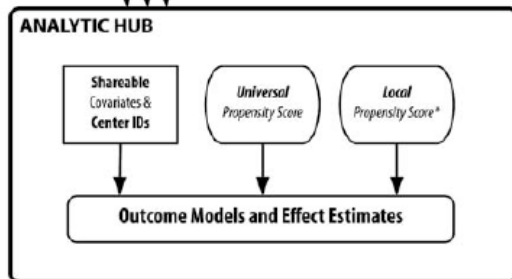 ANALYTIC HUB
Shareable
Covariates &
Center IDs
Universal
Propensity Score
Local
Propensity Score*
Outcome Models and Effect Estimates